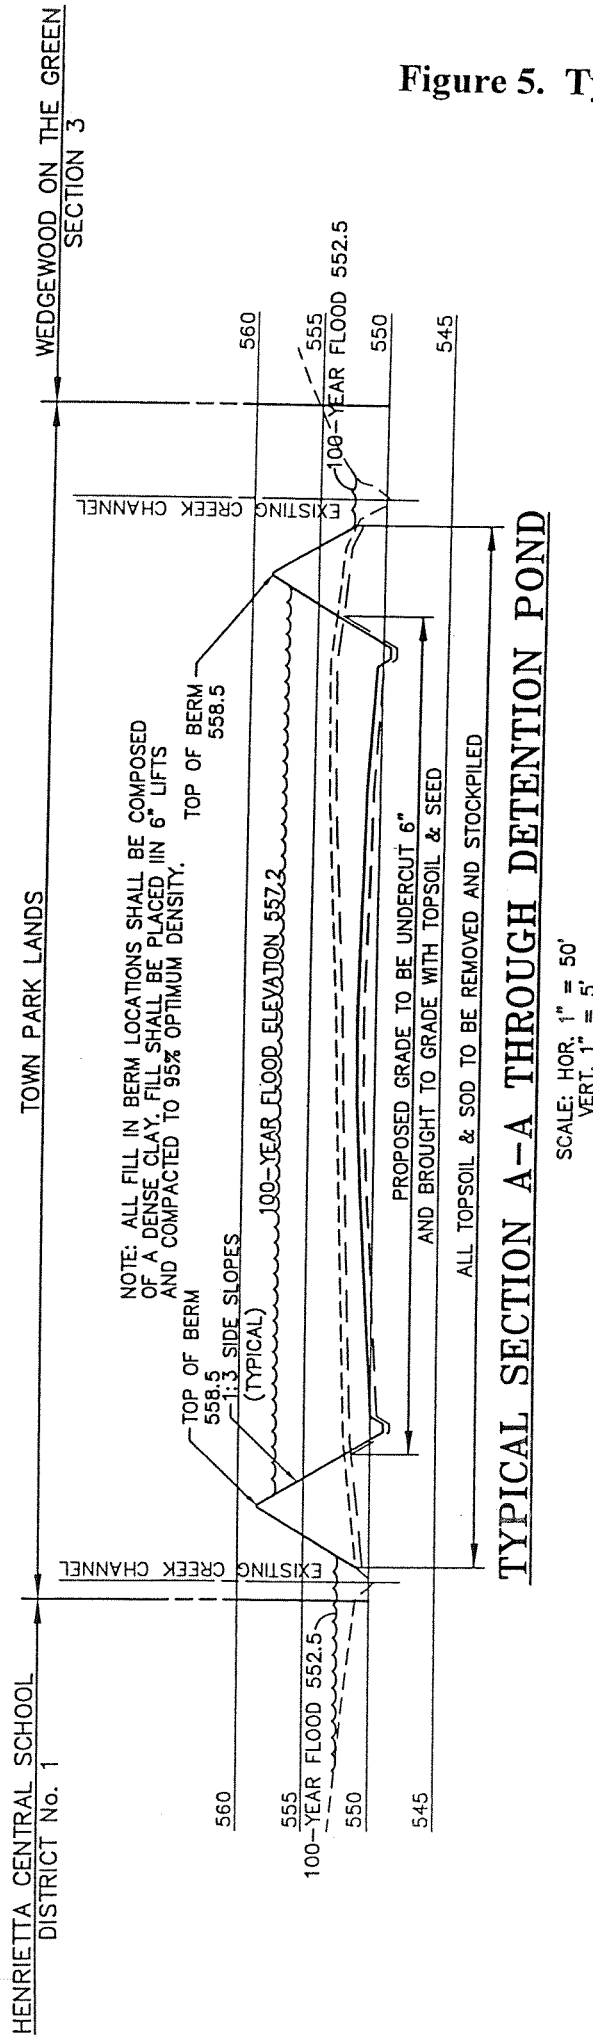 Figure 5. Ty
HENRIETTA CENTRAL SCHOOL
DISTRICT No. 1
TOWN PARK LANDS
WEDGEWOOD ON THE GREEN
SECTION 3
NOTE: ALL FILL IN BERM LOCATIONS SHALL BE COMPOSED
OF A DENSE CLAY. FILL SHALL BE PLACED IIN 6" LIFTS
AND COMPACTED TO 95% OPTIMUM DENSITY.
TOP OF BERM
558.5
1:3 SIDE SLOPES
(TYPICAL)
TOP OF BERM
558.5
EXISTING CREEK CHANNEL
EXISTING CREEK CHANNEL
100-YEAR FLOOD ELEVATION 557.2
100-YEAR FLOOD 552.5
100-YEAR FLOOD 552.5
560
555
550
545
560
555
550
545
PROPOSED GRADE TO BE UNDERCUT 6"
AND BROUGHT TO GRADE WITH TOPSOIL & SEED
ALL TOPSOIL & SOD TO BE REMOVED AND STOCKPILED
TYPICAL SECTION A-A THROUGH DETENTION POND
SCALE: HOR. 1" = 50'
VERT. 1" = 5'